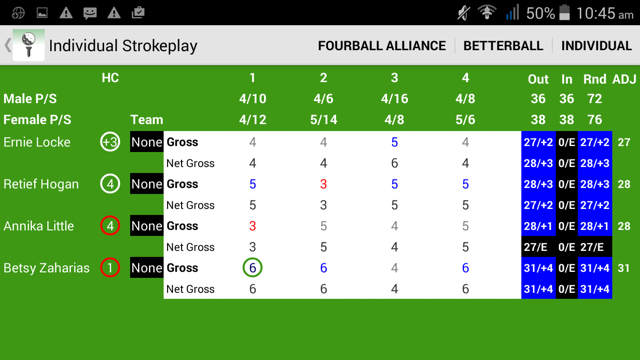 50% 10:45 am
Individual Strokeplay FOURBALL ALLIANCE BETTERBALL INDIVIDUAL
HC 1 2 3 4 Out In Rnd ADJ
Male P/S 4/10 4/6 4/16 4/8 36 36 72
Female P/S Team 4/12 5/14 4/8 5/6 38 38 76
Ernie Locke +3 None Gross 4 4 5 4 27/+2 0/E 27/+2 27
Net Gross 4 4 6 4 28/+3 0/E 28/+3
Retief Hogan 4 None Gross 5 3 5 5 28/+3 0/E 28/+3 28
Net Gross 5 3 5 5 27/+2 0/E 27/+2
Annika Little 4 None Gross 3 5 4 5 28/+1 0/E 28/+1 28
Net Gross 3 5 4 5 27/E 0/E 27/E
Betsy Zaharias 1 None Gross 6 6 4 6 31/+4 0/E 31/+4 31
Net Gross 6 6 4 6 31/+4 0/E 31/+4